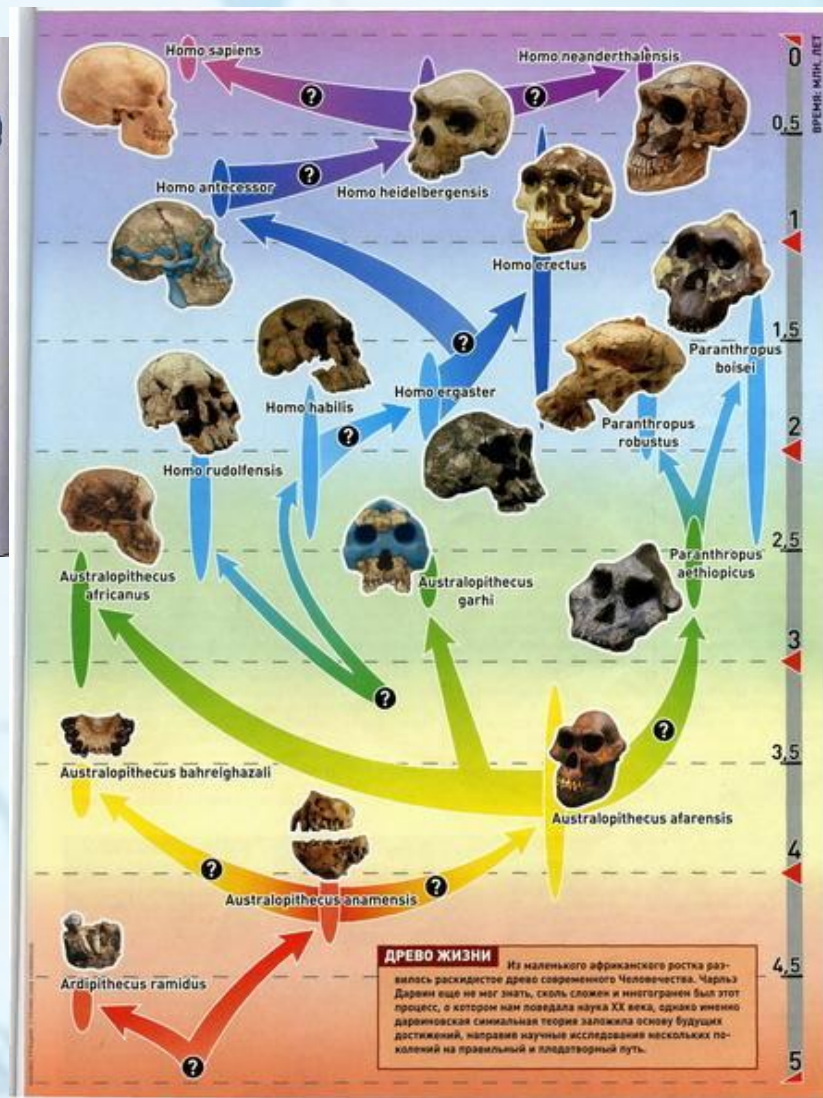 Homo sapiens
Homo neanderthalensis
0
ВРЕМЯ: МЛН. ЛЕТ
?
?
0,5
?
Homo antecessor
Homo heidelbergensis
1
Homo erectus
?
1,5
Paranthropus
boisei
Homo ergaster
Homo habilis
?
Paranthropus
robustus
2
Homo rudolfensis
2,5
Paranthropus
aethiopicus
Australopithecus
africanus
Australopithecus
garhi
3
?
?
3,5
Australopithecus bahrelghazali
Australopithecus afarensis
4
?
?
Australopithecus anamensis
4,5
Ardipithecus ramidus
?
ДРЕВО ЖИЗНИ Из маленького африканского ростка раз-
вилось раскидистое древо современного Человечества. Чарльз
Дарвин еще не мог знать, сколь сложен и многогранен был этот
процесс, о котором нам поведала наука XX века, однако именно
дарвиновская симиальная теория заложила основу будущих
достижений, направив научные исследования нескольких по-
колений на правильный и плодотворный путь.
5